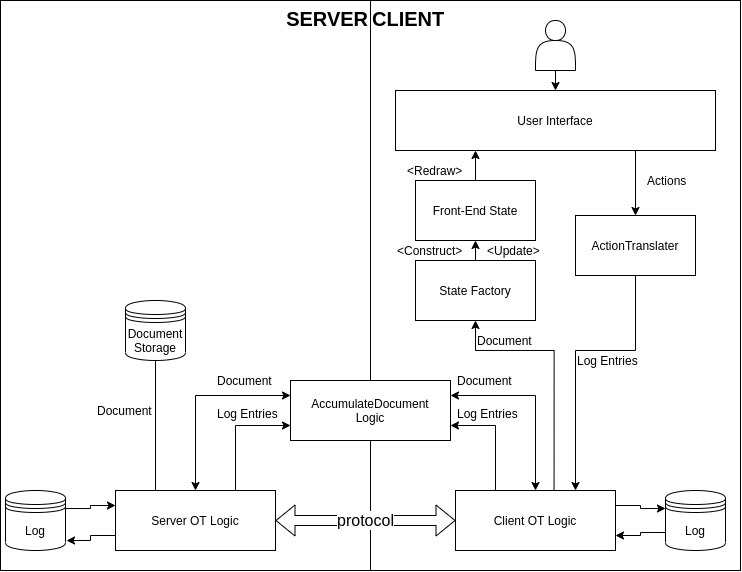 SERVER CLIENT
User Interface
<Redraw>
Actions
Front-End State
ActionTranslater
<Construct>
<Update>
State Factory
Document
Storage
Document
Log Entries
Document
AccumulateDocument
Logic
Document
Document
Log Entries
Log Entries
Log
Server OT Logic
protocol
Client OT Logic
Log